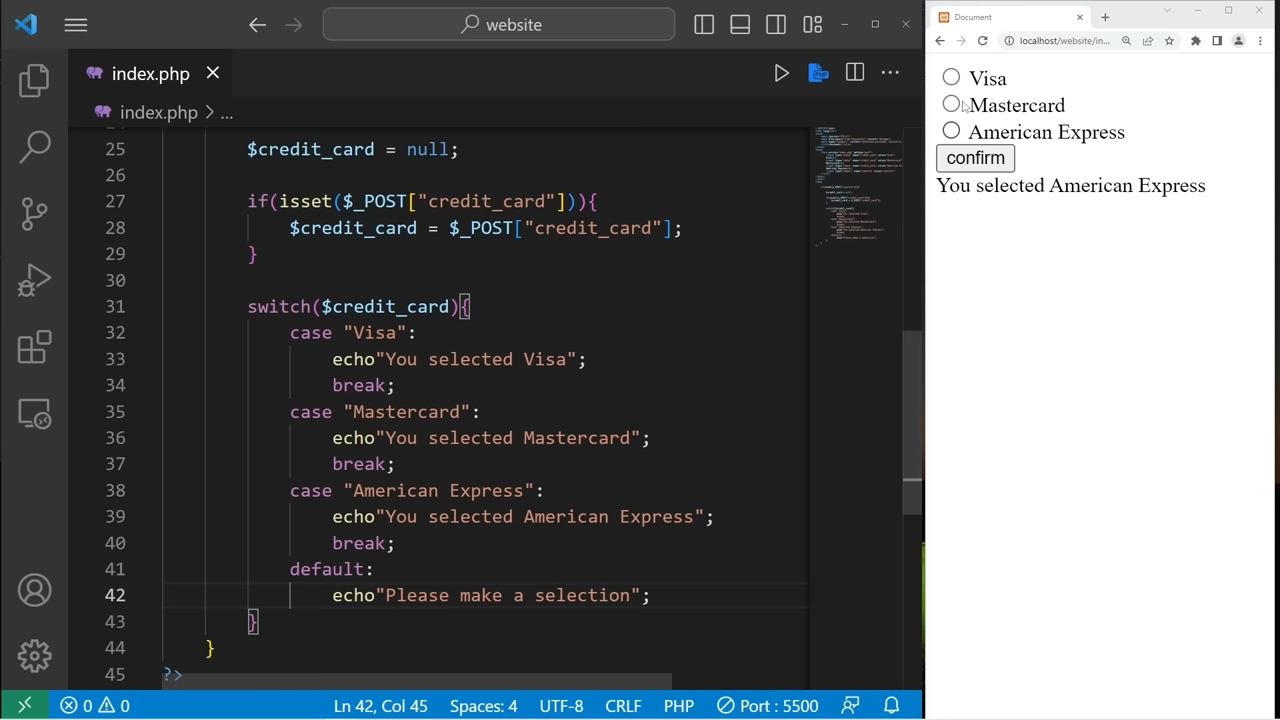 website
index.php
index.php > ...
25 $credit_card = null;
26
27 if(isset($_POST["credit_card"])){
28 $credit_card = $_POST["credit_card"];
29 }
30
31 switch($credit_card){
32 case "Visa":
33 echo"You selected Visa";
34 break;
35 case "Mastercard":
36 echo"You selected Mastercard";
37 break;
38 case "American Express":
39 echo"You selected American Express";
40 break;
41 default:
42 echo"Please make a selection";
43 }
44 }
45 ?>
0 0 Ln 42, Col 45 Spaces: 4 UTF-8 CRLF PHP Port : 5500
Document
localhost/website/in...
Visa
Mastercard
American Express
confirm
You selected American Express